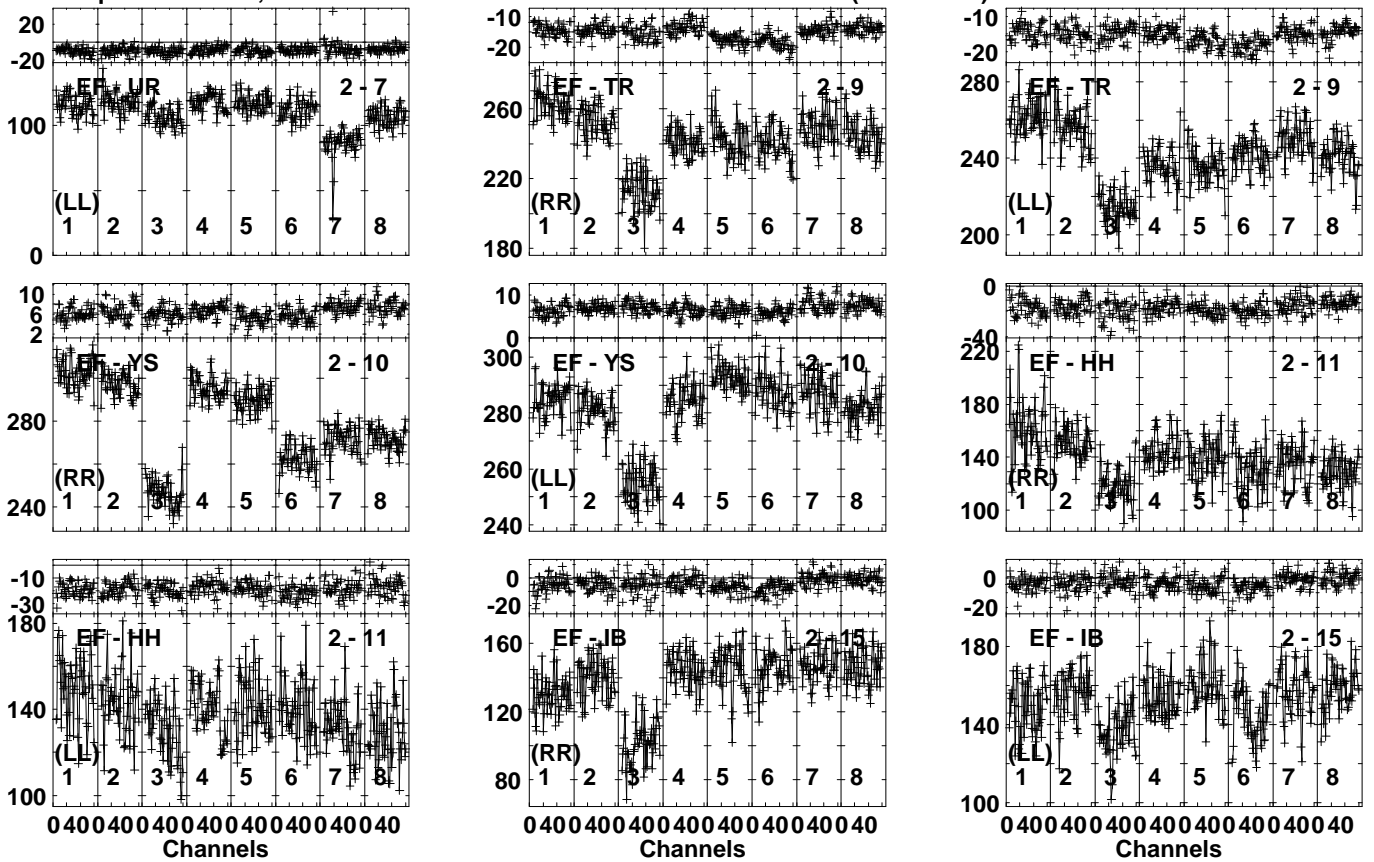 20
-20
EF - UR 2 - 7
100
(LL)
1 2 3 4 5 6 7 8
0
-10
-20
EF - TR 2 - 9
260
220
(RR)
1 2 3 4 5 6 7 8
180
-10
-20
280
EF - TR 2 - 9
240
(LL)
1 2 3 4 5 6 7 8
200
10
6
2
EF - YS 2 - 10
280
(RR)
1 2 3 4 5 6 7 8
240
10
0
300
EF - YS 2 - 10
280
260
(LL)
1 2 3 4 5 6 7 8
240
0
-40
220
EF - HH 2 - 11
180
140
(RR)
1 2 3 4 5 6 7 8
100
-10
-30
180
EF - HH 2 - 11
140
(LL)
1 2 3 4 5 6 7 8
100
0 40 0 40 0 40 0 40 0 40 0 40 0 40 0 40
Channels
0
-20
160
EF - IB 2 - 15
120
(RR)
1 2 3 4 5 6 7 8
80
0 40 0 40 0 40 0 40 0 40 0 40 0 40 0 40
Channels
0
-20
180
EF - IB 2 - 15
140
(LL)
1 2 3 4 5 6 7 8
100
0 40 0 40 0 40 0 40 0 40 0 40 0 40 0 40
Channels